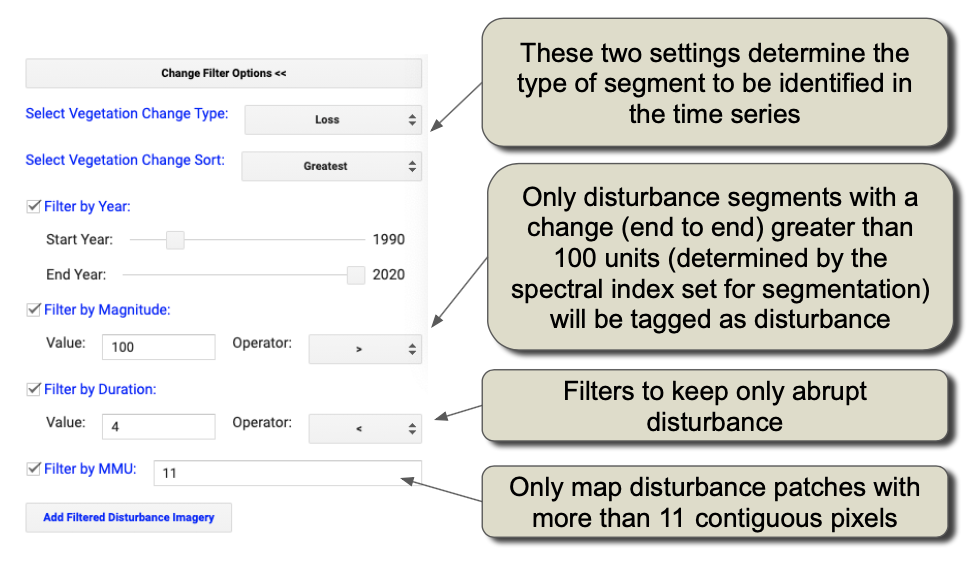 Change Filter Options <<
Select Vegetation Change Type: Loss
Select Vegetation Change Sort: Greatest
Filter by Year:
Start Year: 1990
End Year: 2020
Filter by Magnitude:
Value: 100 Operator: >
Filter by Duration:
Value: 4 Operator: <
Filter by MMU: 11
Add Filtered Disturbance Imagery
These two settings determine the
type of segment to be identified in
the time series
Only disturbance segments with a
change (end to end) greater than
100 units (determined by the
spectral index set for segmentation)
will be tagged as disturbance
Filters to keep only abrupt
disturbance
Only map disturbance patches with
more than 11 contiguous pixels